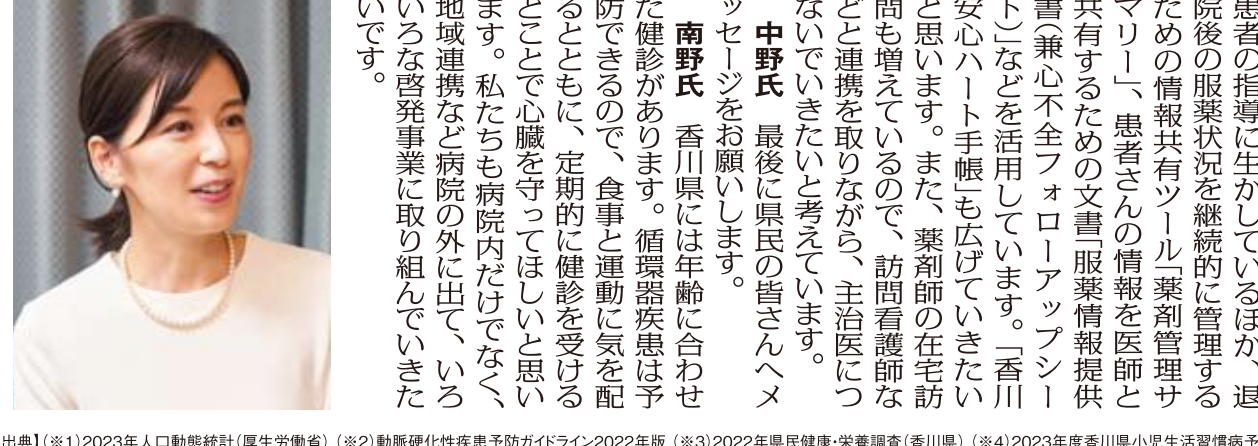 患者の指導に生かしているほか、退
院後の服薬状況を継続的に管理する
ための情報共有ツール「薬剤管理サ
マリー」、患者さんの情報を医師と
共有するための文書「服薬情報提供
書(兼心不全フォローアップシー
ト)」などを活用しています。「香川
安心ハート手帳」も広げていきたい
と思います。また、薬剤師の在宅訪
問も増えているので、訪問看護師な
どと連携を取りながら、主治医につ
ないでいきたいと考えています。
中野氏　最後に県民の皆さんへメ
ッセージをお願いします。
南野氏　香川県には年齢に合わせ
た健診があります。循環器疾患は予
防できるので、食事と運動に気を配
るとともに、定期的に健診を受ける
とことで心臓を守ってほしいと思い
ます。私たちも病院内だけでなく、
地域連携など病院の外に出て、いろ
いろな啓発事業に取り組んでいきた
いです。
出典】(※1)2023年人口動態統計(厚生労働省) (※2)動脈硬化性疾患予防ガイドライン2022年版 (※3)2022年県民健康・栄養調査(香川県) (※4)2023年度香川県小児生活習慣病予